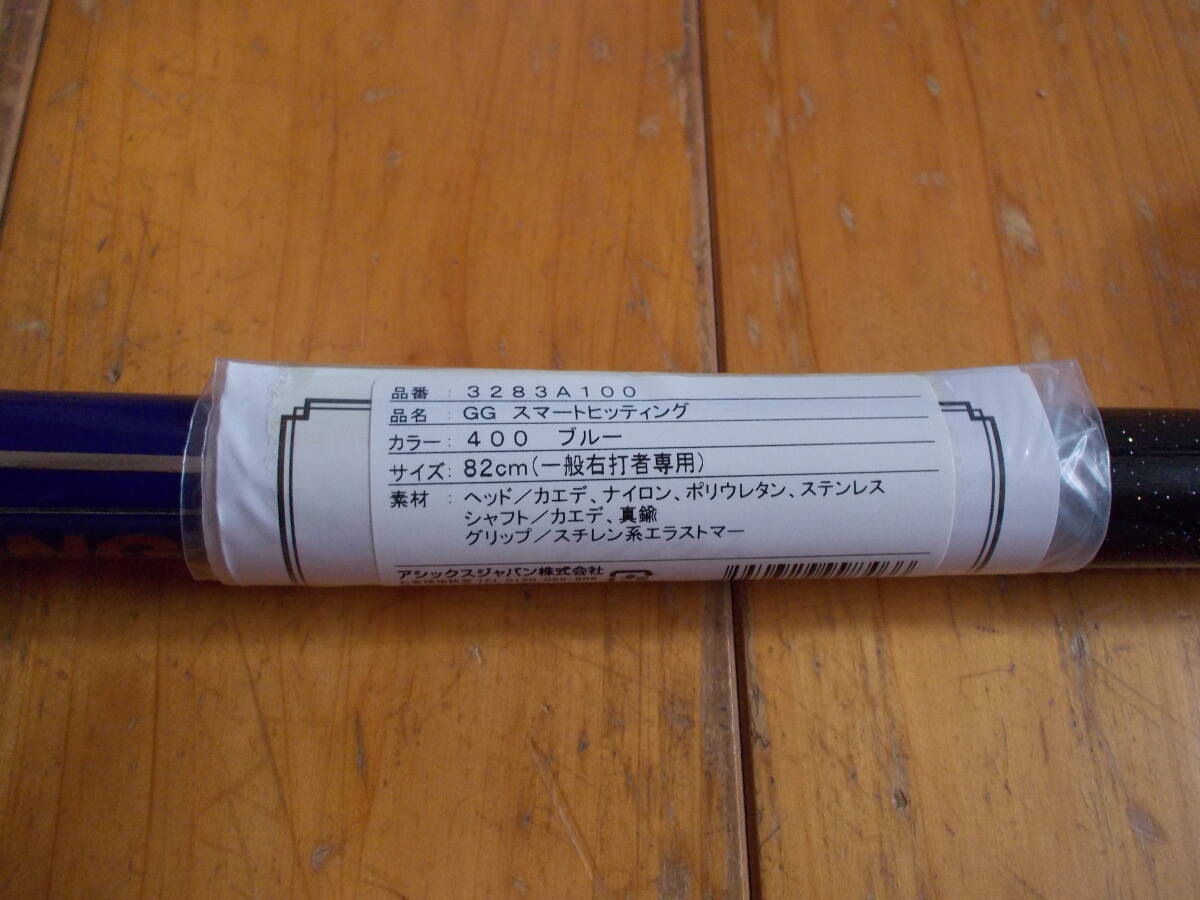 品番 : ３２８３Ａ１００
品名 : ＧＧ スマートヒッティング
カラー : ４００ ブルー
サイズ : 82cm(一般右打者専用)
素材 : ヘッド／カエデ、ナイロン、ポリウレタン、ステンレス
シャフト／カエデ、真鍮
グリップ／スチレン系エラストマー
アシックスジャパン株式会社